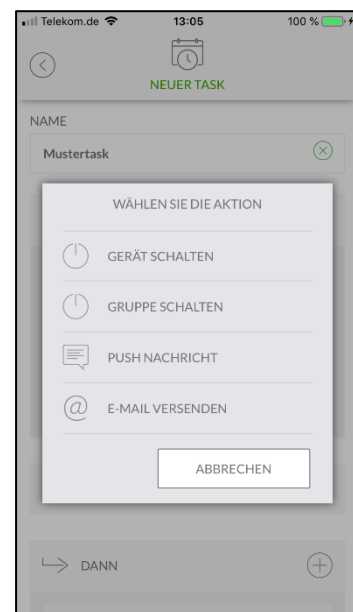 Telekom.de 13:05 100 %
NEUER TASK
NAME
Mustertask
WÄHLEN SIE DIE AKTION
GERÄT SCHALTEN
GRUPPE SCHALTEN
PUSH NACHRICHT
@ E-MAIL VERSENDEN
ABBRECHEN
DANN